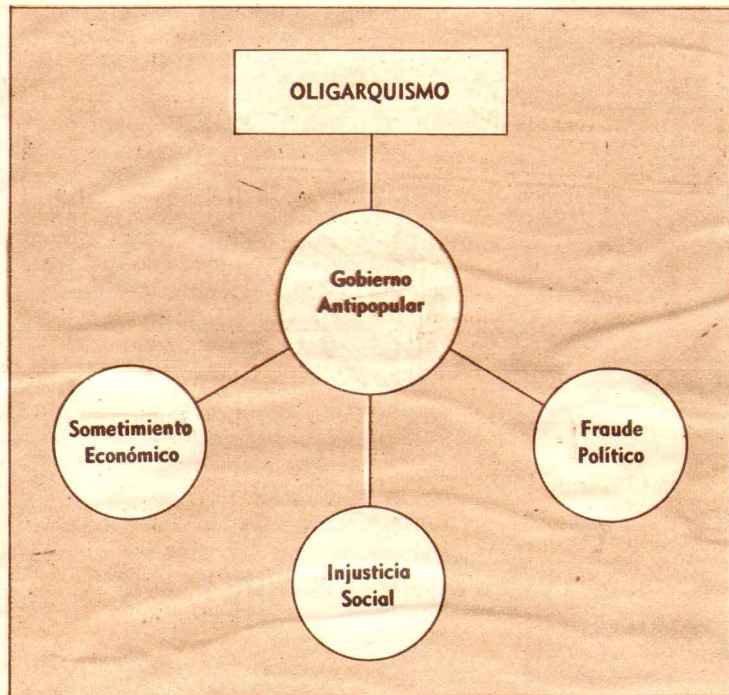 OLIGARQUISMO
Gobierno
Antipopular
Sometimiento
Económico
Fraude
Político
Injusticia
Social